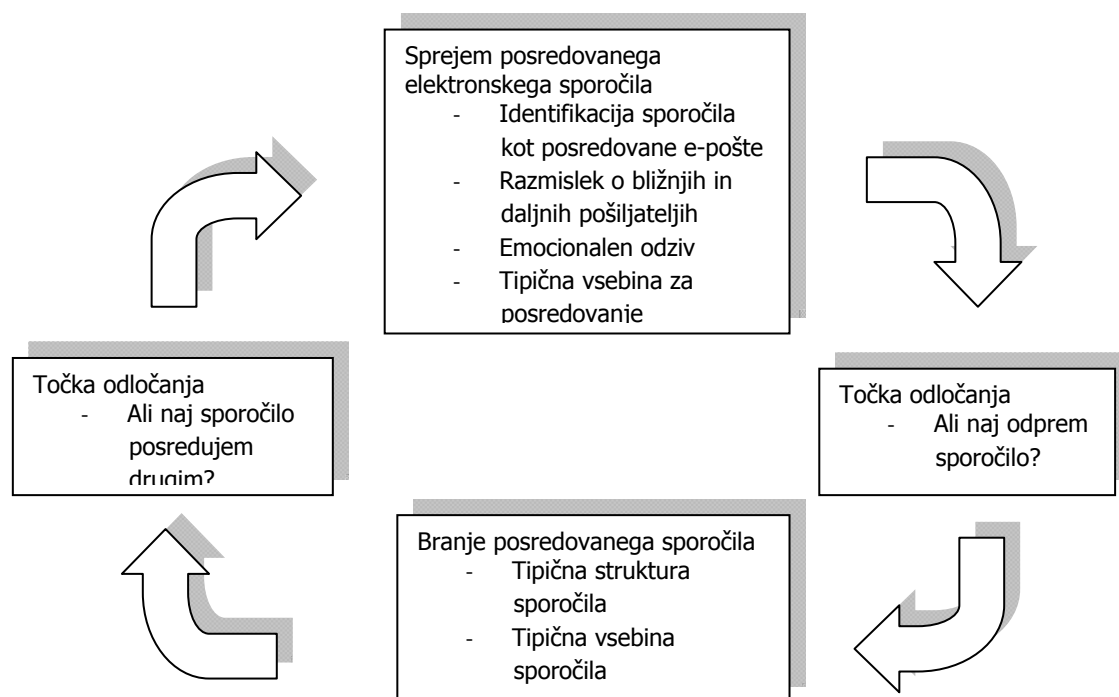 Sprejem posredovanega
elektronskega sporočila
- Identifikacija sporočila
kot posredovane e-pošte
- Razmislek o bližnjih in
daljnih pošiljateljih
- Emocionalen odziv
- Tipična vsebina za
posredovanje
Točka odločanja
- Ali naj odprem
sporočilo?
Branje posredovanega sporočila
- Tipična struktura
sporočila
- Tipična vsebina
sporočila
Točka odločanja
- Ali naj sporočilo
posredujem
drugim?